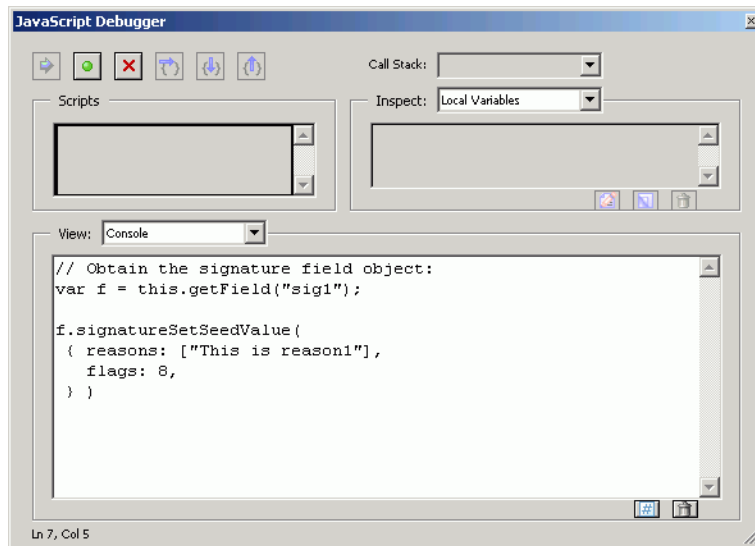 JavaScript Debugger
Call Stack:
Scripts
Inspect: Local Variables
View: Console
// Obtain the signature field object:
var f = this.getField("sig1");
f.signatureSetSeedValue(
{ reasons: ["This is reason1"],
flags: 8,
} )
Ln 7, Col 5